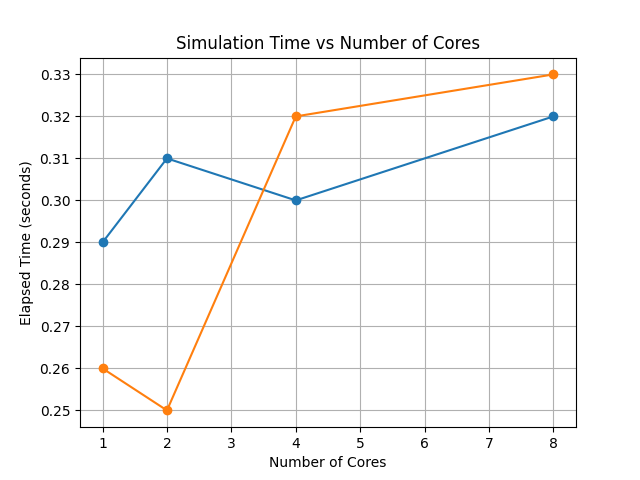 Simulation Time vs Number of Cores
Elapsed Time (seconds)
0.33
0.32
0.31
0.30
0.29
0.28
0.27
0.26
0.25
1 2 3 4 5 6 7 8
Number of Cores